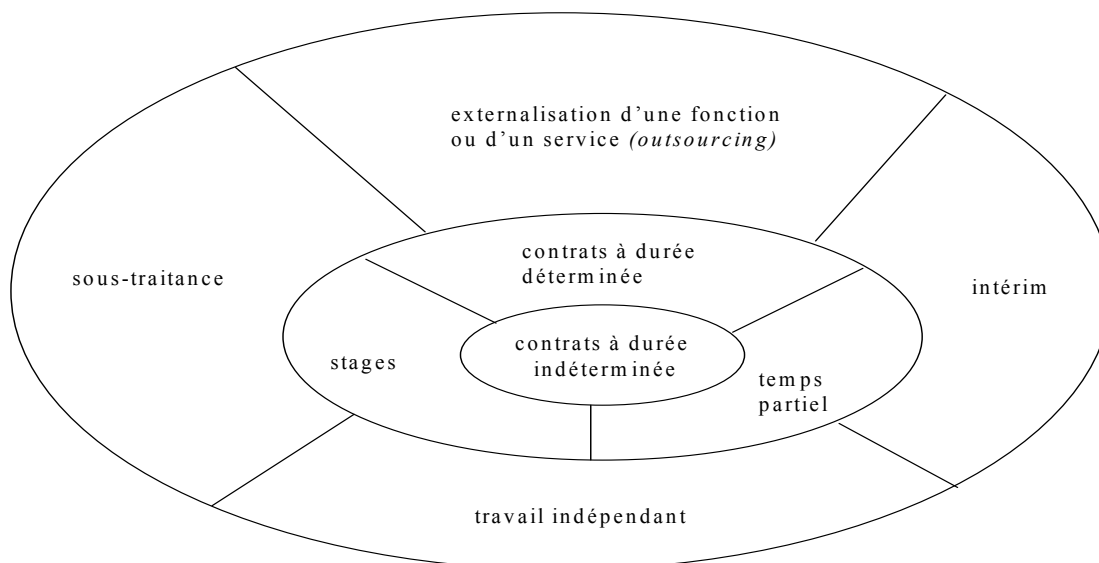 externalisation d’une fonction
ou d’un service (outsourcing)
contrats à durée
déterminée
sous-traitance
intérim
contrats à durée
indéterminée
stages
temps
partiel
travail indépendant